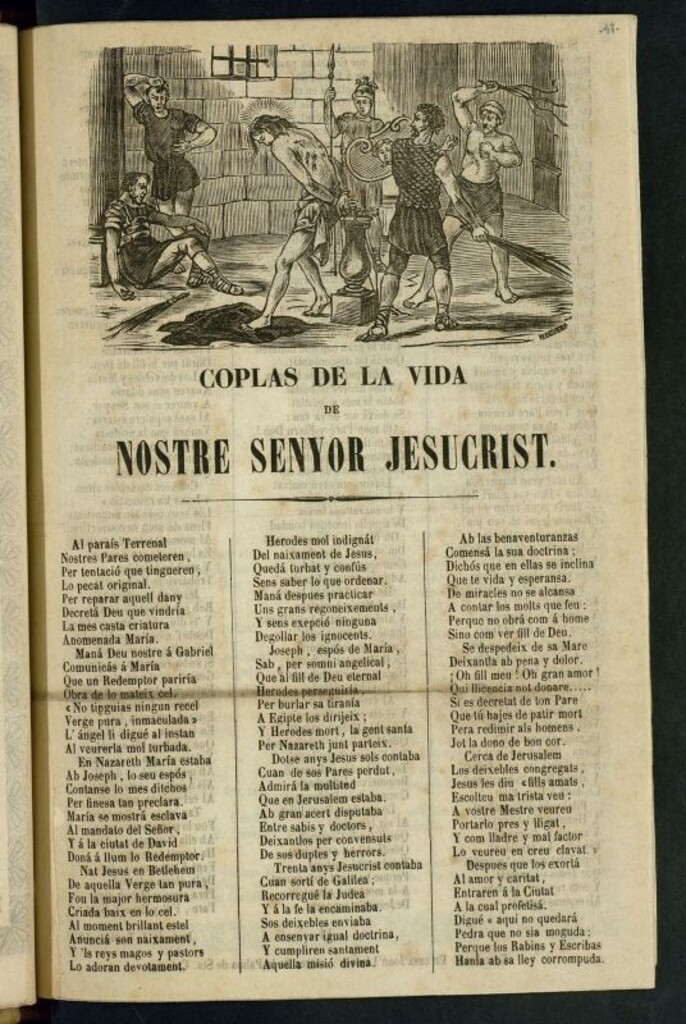 -48-
COPLAS DE LA VIDA
DE
NOSTRE SENYOR JESUCRIST.
Al paraís Terrenal
Nostres Pares cometeren,
Per tentació que tingueren,
Lo pecat original.
Per reparar aquell dany
Decretá Deu que vindria
La mes casta criatura
Anomenada María.
Maná Deu nostre á Gabriel
Comunicás á María
Que un Redemptor pariria
Obra de lo mateix cel.
«No tipguias ningun recel
Verge pura, inmaculada»
L' ángel li digué al instan
Al veurerla mol turbada.
En Nazareth María estaba
Ab Joseph, lo seu espós,
Contanse lo mes ditchos
Per finesa tan preclara.
María se mostrá esclava
Al mandato del Señor,
Y á la ciutat de David
Doná á llum lo Redemptor.
Nat Jesus en Betlehem
De aquella Verge tan pura,
Fou la major hermosura
Criada baix en lo cel.
Al moment brillant estel
Anunciá son naixament,
Y 'ls reys magos y pastors
Lo adoran devotament.
Herodes mol indignát
Del naixament de Jesus,
Quedá turbat y confús
Sens saber lo que ordenar.
Maná despues practicar
Uns grans regoneixements,
Y sens exepció ninguna
Degollar los ignocents.
Joseph, espós de María,
Sab, per somni angelical,
Que al fill de Deu eternal
Herodes perseguiria.
Per burlar sa tiranía
A Egipte los dirijeix;
Y Herodes mort, la gent santa
Per Nazareth junt parteix.
Dotse anys Jesus sols contaba
Cuan de sos Pares perdut,
Admirá la multited
Que en Jerusalem estaba.
Ab gran acert disputaba
Entre sabis y doctors,
Deixantlos per convensuts
De sos duptes y herrors.
Trenta anys Jesucrist contaba
Cuan sortí de Galilea;
Recorregué la Judea
Y á la fe la encaminaba.
Sos deixebles enviaba
A ensenyar igual doctrina,
Y cumpliren santament
Aquella misió divina.
Ab las benaventuranzas
Comensá la sua doctrina;
Dichós que en ellas se inclina
Que te vida y esperansa.
De miracles no se alcansa
A contar los molts que feu:
Perque no obrá com á home
Sino com ver fill de Deu.
Se despedeix de sa Mare
Deixantla ab pena y dolor.
¡Oh fill meu! Oh gran amor!
Qui llicencia not donare.....
Si es decretat de ton Pare
Que tú hajes de patir mort
Pera redimir als homens.
Jot la dono de bon cor.
Cerca de Jerusalem
Los deixebles congregats,
Jesus les diu «fills amats,
Escolteu ma trista veu:
A vostre Mestre veureu
Portarlo pres y lligat,
Y com lladre y mal factor
Lo veureu en creu clavat.»
Despues que los exortá
Al amor y caritat,
Entraren á la Ciutat
A la cual profetisá.
Digué «aquí no quedará
Pedra que no sia moguda;
Perque los Rabins y Escribas
Hanla ab sa lley corrompuda.